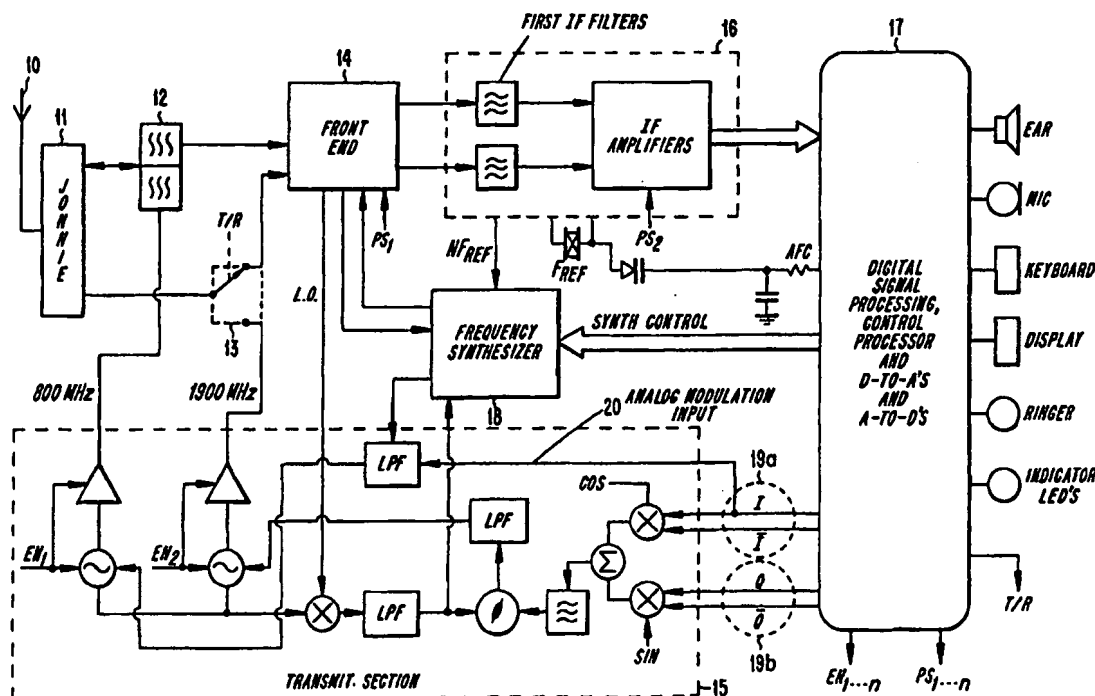 FIRST IF FILTERS
16
17
10
11
12
14
JOHNNIE
FRONT
END
IF
AMPLIFIERS
EAR
MIC
KEYBOARD
DISPLAY
RINGER
INDICATOR
LED'S
T/R
13
PS1
PS2
NFREF
FREF
AFC
L.O.
FREQUENCY
SYNTHESIZER
18
SYNTH CONTROL
DIGITAL
SIGNAL
PROCESSING,
CONTROL
PROCESSOR
AND
D-TO-A'S
AND
A-TO-D'S
800 MHz
1900 MHz
20
ANALOG MODULATION
INPUT
LPF
LPF
LPF
COS
SIN
Σ
ϕ
19a
I
I̅
Q
Q̅
19b
EN1
EN2
TRANSMIT. SECTION
15
T/R
EN1...n
PS1...n